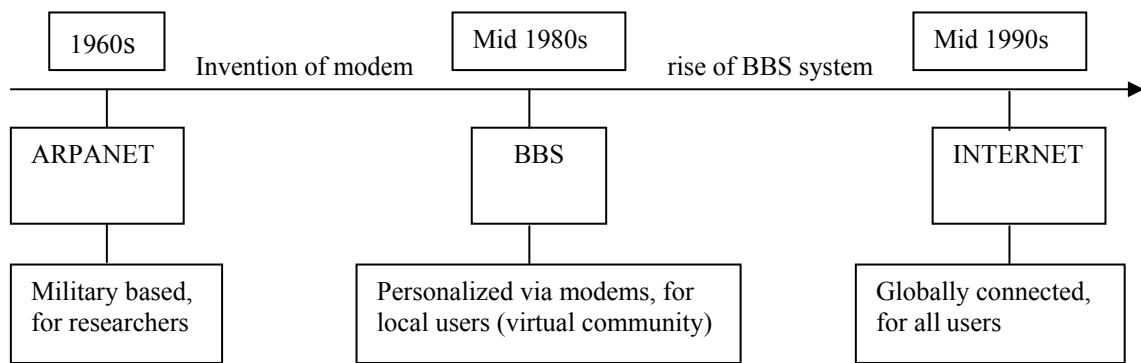 1960s
Mid 1980s
Mid 1990s
Invention of modem
rise of BBS system
ARPANET
BBS
INTERNET
Military based,
for researchers
Personalized via modems, for
local users (virtual community)
Globally connected,
for all users